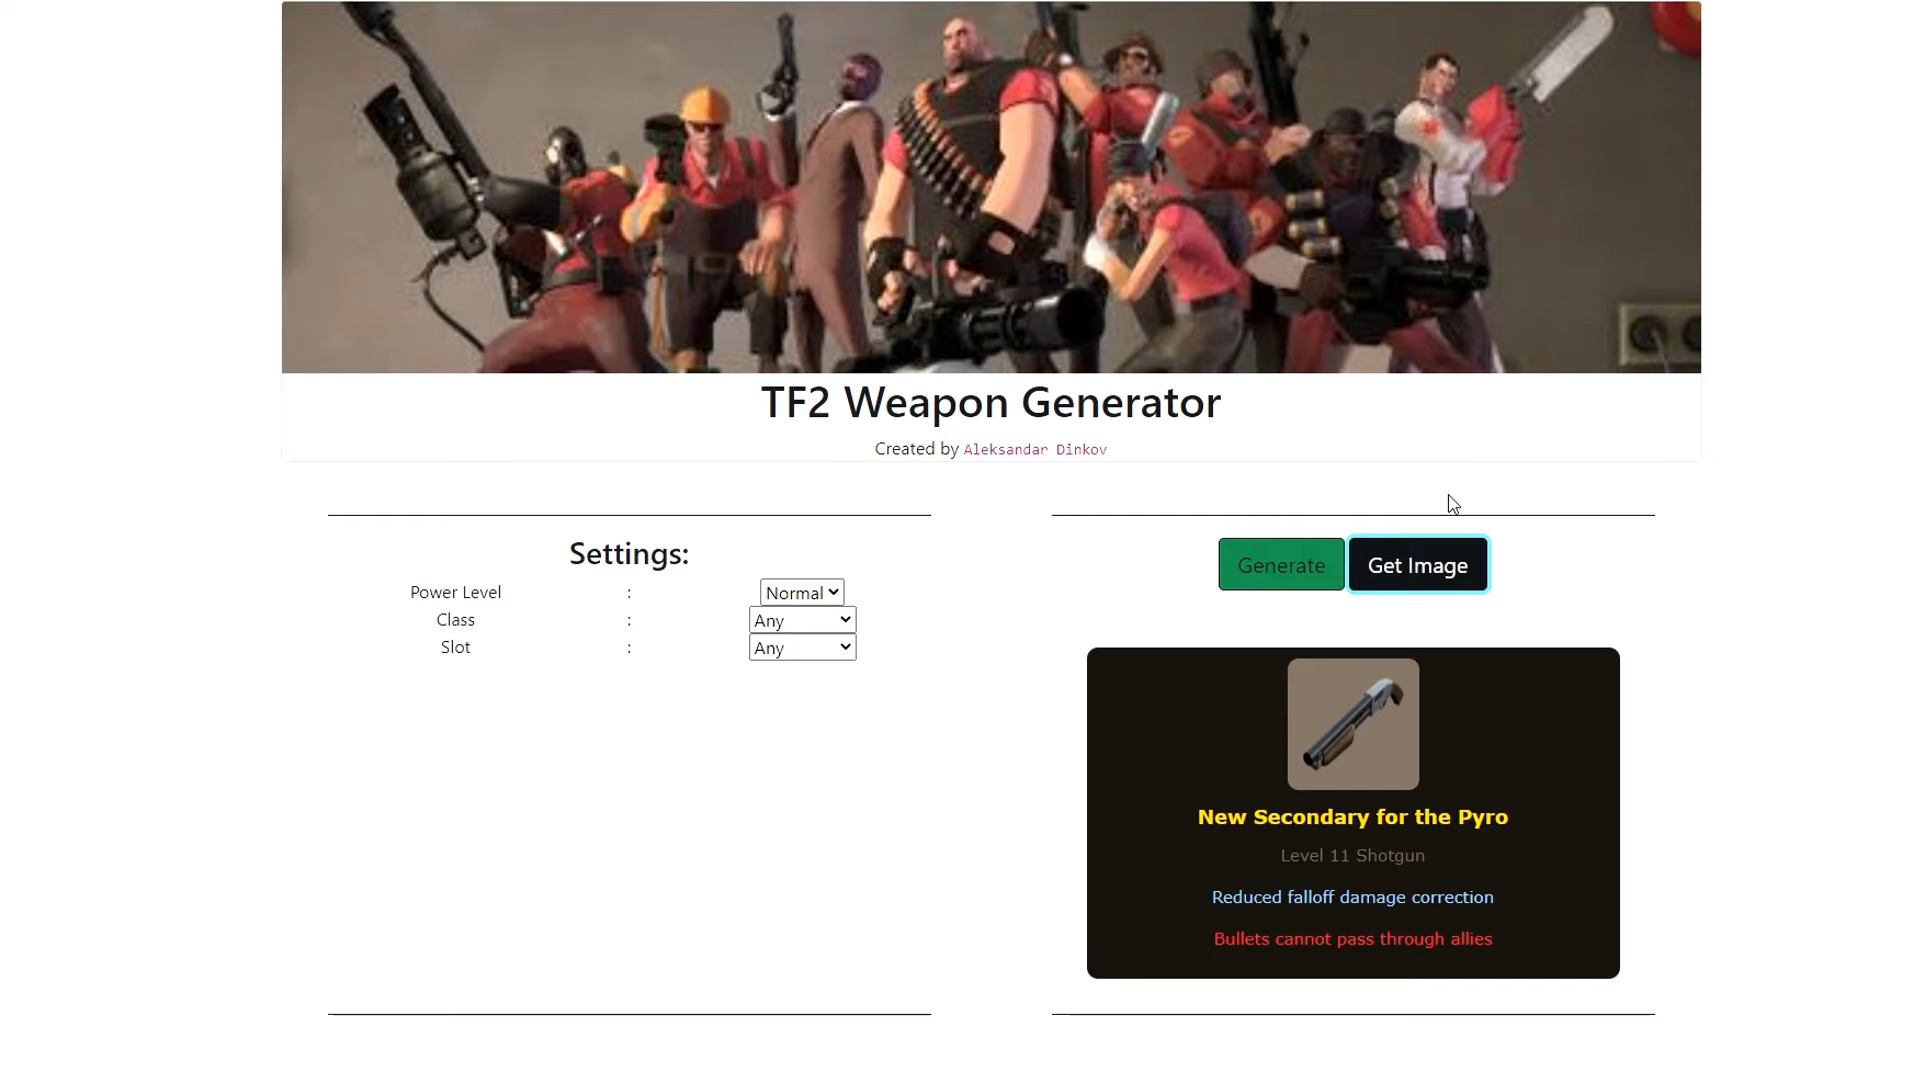 TF2 Weapon Generator
Created by Aleksandar Dinkov
Settings:
Power Level : Normal
Class : Any
Slot : Any
Generate Get Image
New Secondary for the Pyro
Level 11 Shotgun
Reduced falloff damage correction
Bullets cannot pass through allies